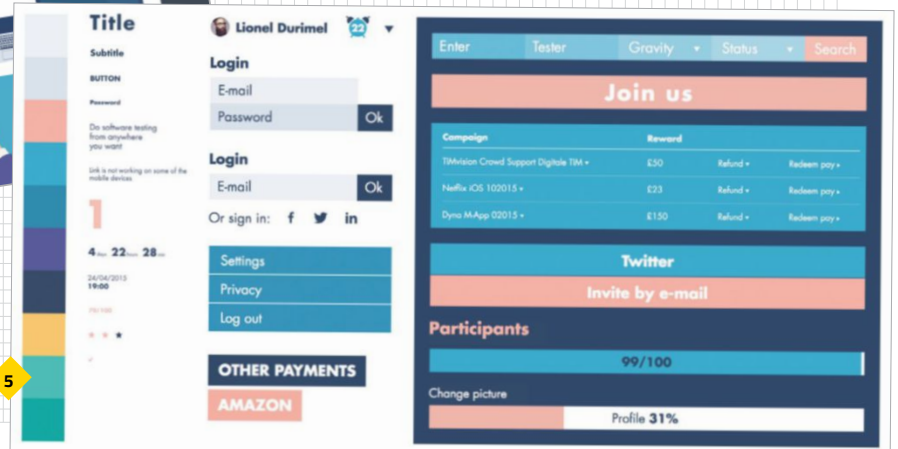 Title
Subtitle
BUTTON
Password
Do software testing
from anywhere
you want
Link is not working on some of the
mobile devices.
1
4 22 28
24/04/2015
19:00
Lionel Durimel
22
Login
E-mail
Password Ok
Login
E-mail Ok
Or sign in: f in
Settings
Privacy
Log out
OTHER PAYMENTS
AMAZON
Enter Tester Gravity Status Search
Join us
Campaign Reward
TIMvision Crowd Support Digitale TIM £50 Refund Redeem pay
Netflix iOS 102015 £23 Refund Redeem pay
Dyno M-App 02015 £150 Refund Redeem pay
Twitter
Invite by e-mail
Participants
99/100
Change picture
Profile 31%
5